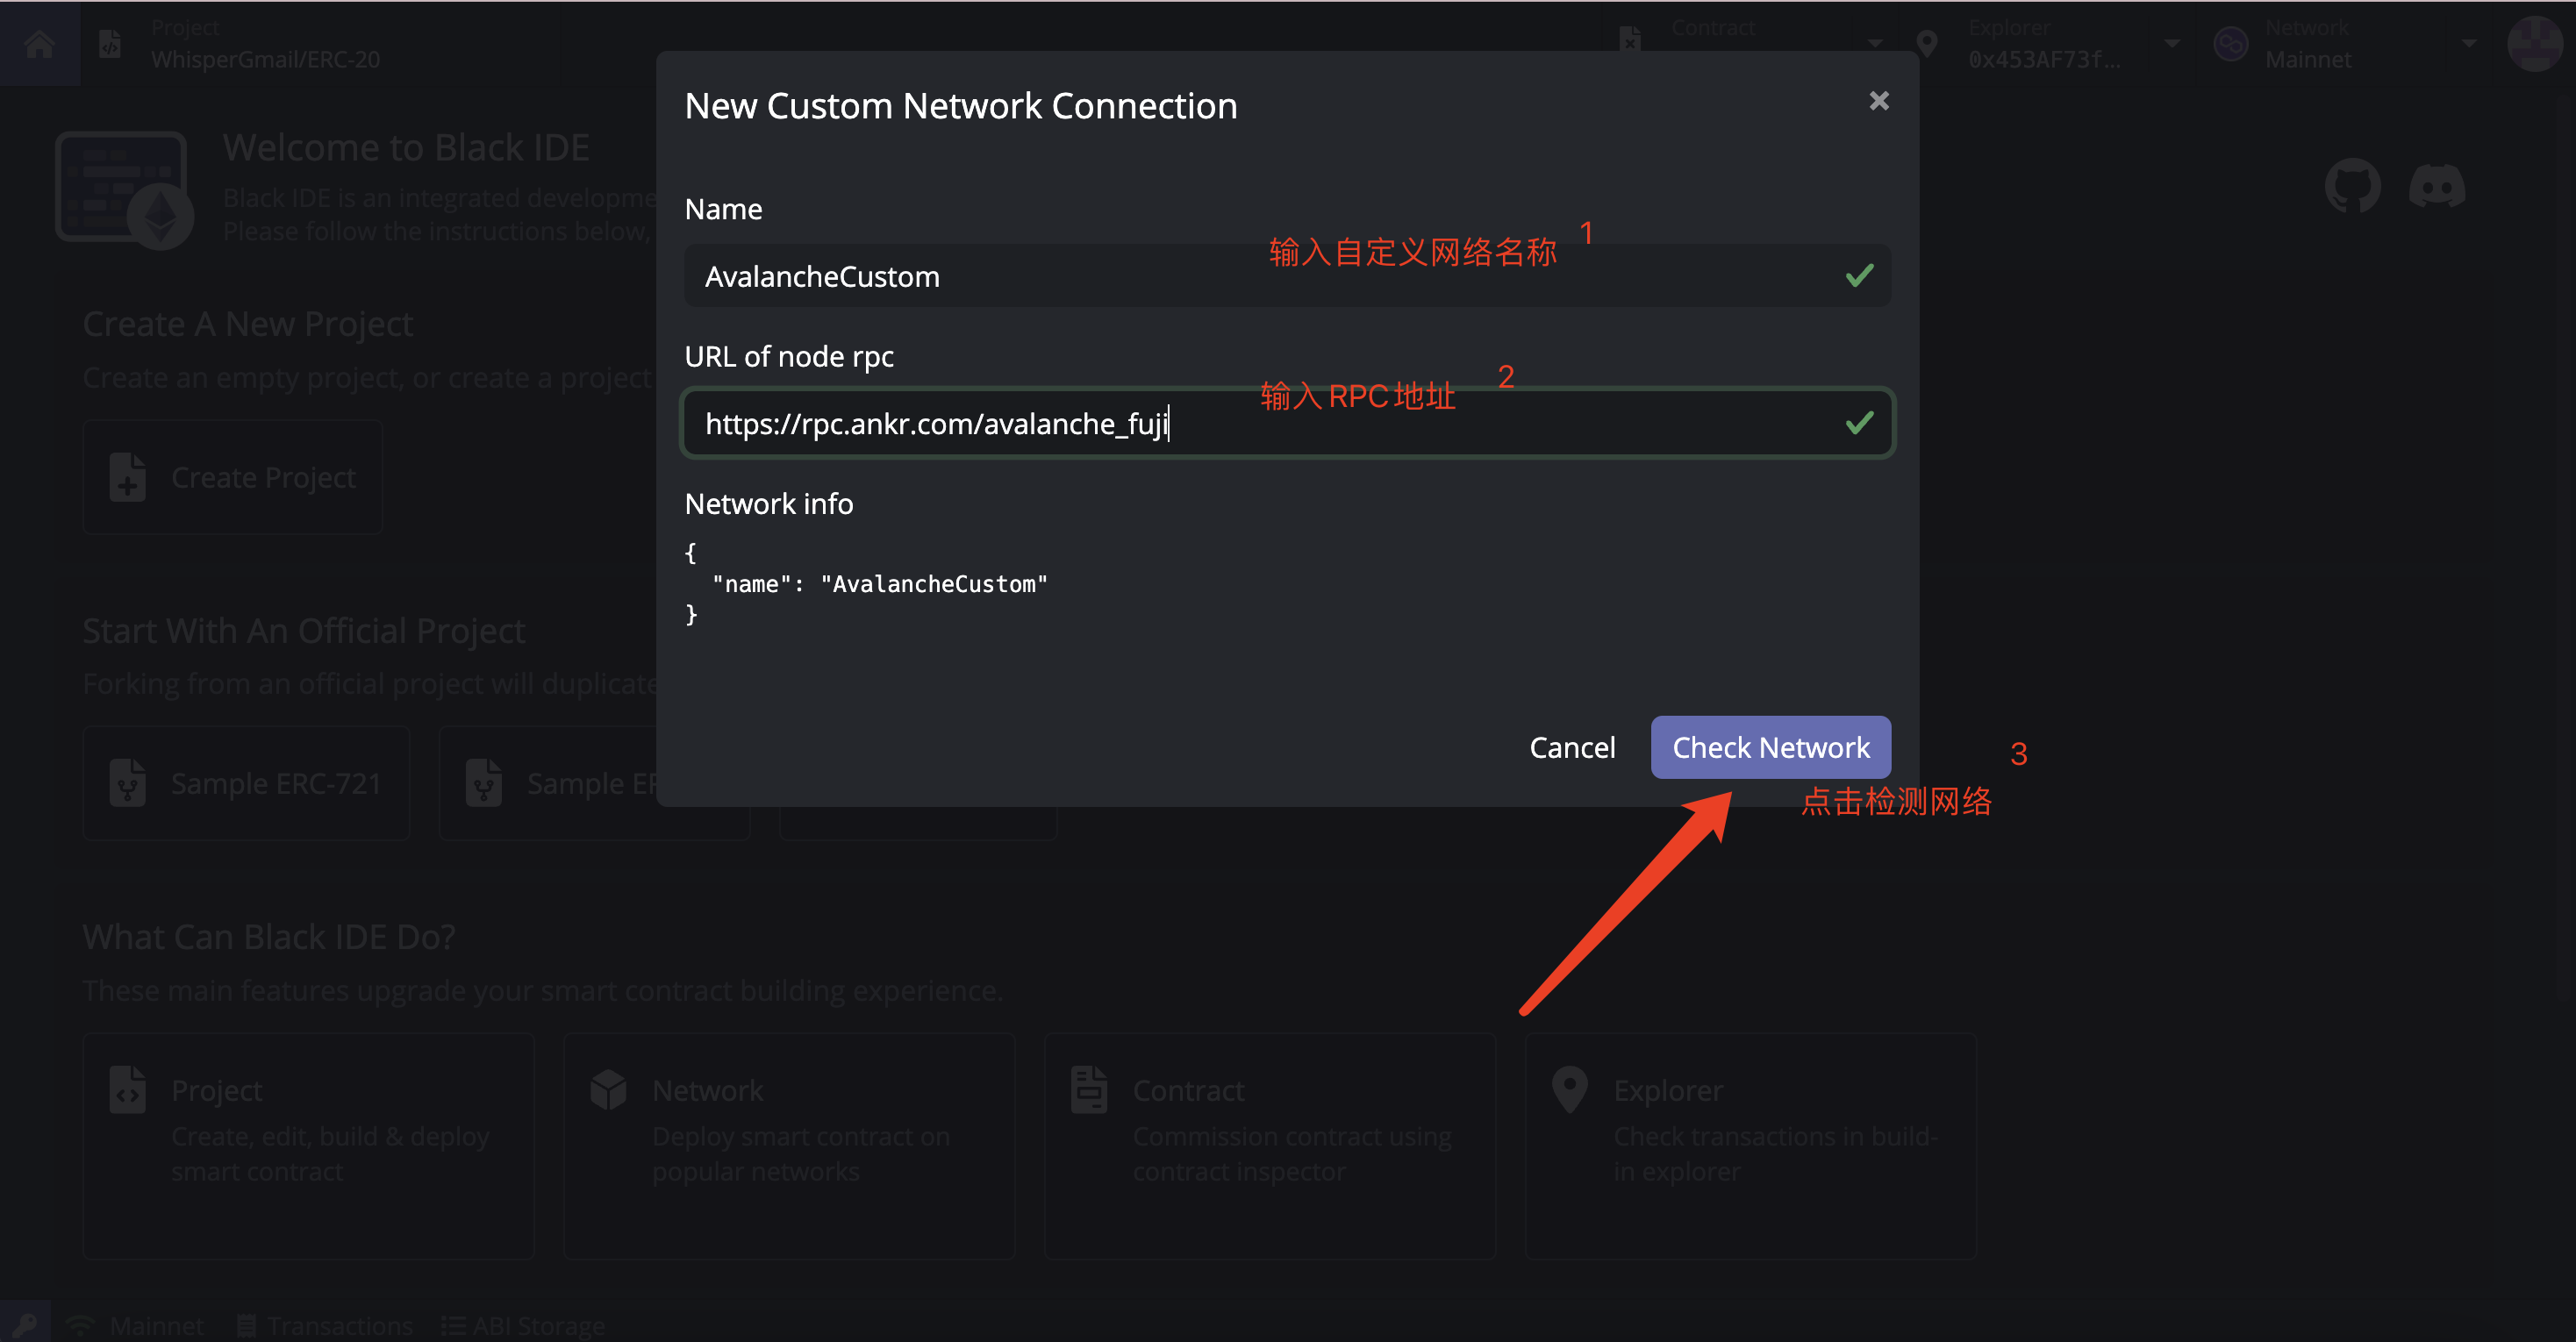 Project
WhisperGmail/ERC-20
Contract
Explorer
0x453AF73f...
Network
Mainnet
New Custom Network Connection
Welcome to Black IDE
Black IDE is an integrated developme
Please follow the instructions below,
Name
输入自定义网络名称 1
AvalancheCustom
Create A New Project
Create an empty project, or create a project
URL of node rpc
输入RPC地址 2
https://rpc.ankr.com/avalanche_fuji
Create Project
Network info
{
"name": "AvalancheCustom"
}
Start With An Official Project
Forking from an official project will duplicate
Cancel
Check Network
3
点击检测网络
Sample ERC-721
Sample ER
What Can Black IDE Do?
These main features upgrade your smart contract building experience.
Project
Create, edit, build & deploy
smart contract
Network
Deploy smart contract on
popular networks
Contract
Commission contract using
contract inspector
Explorer
Check transactions in build-
in explorer
Mainnet
Transactions
ABI Storage